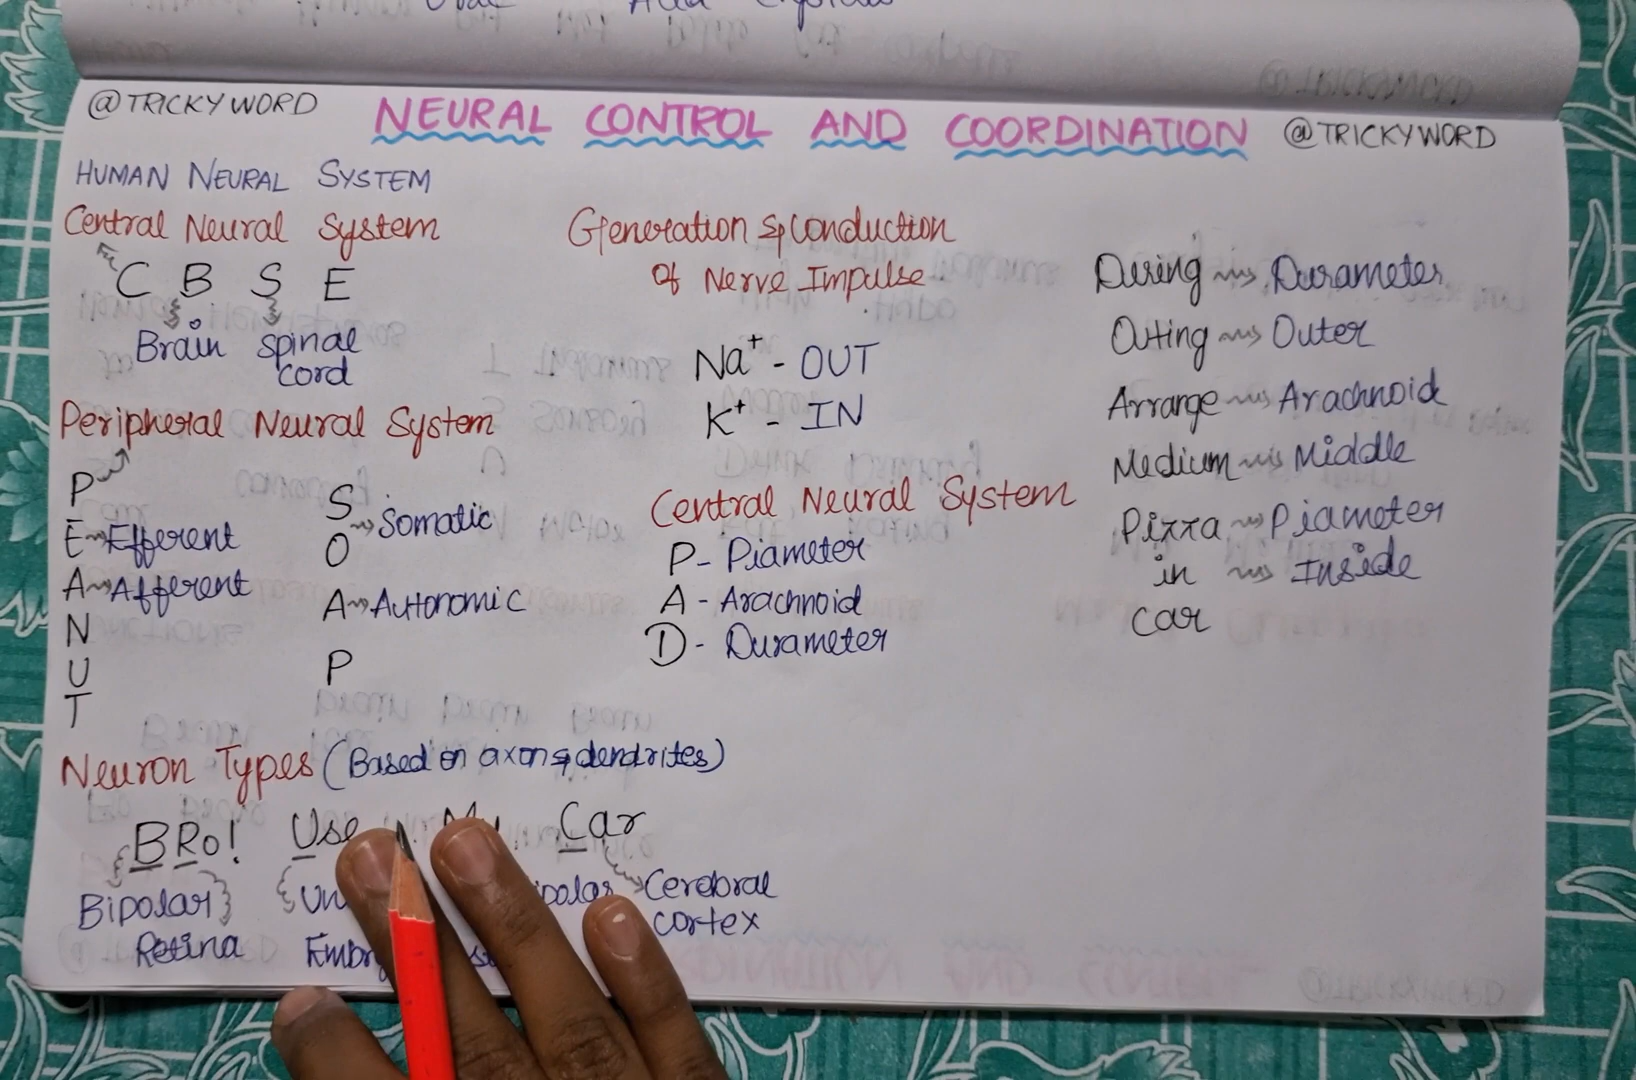 @TRICKYWORD
NEURAL CONTROL AND COORDINATION
@TRICKYWORD
HUMAN NEURAL SYSTEM
Central Neural System
C B S E
Brain spinal
cord
Peripheral Neural System
P
E Efferent
A Afferent
N
U
T
S Somatic
O
A Autonomic
P
Neuron Types (Based on axon & dendrites)
BRo! Use My Car
Bipolar
Retina
Cerebral
cortex
Generation & Conduction
of Nerve Impulse
Na+ - OUT
K+ - IN
Central Neural System
P - Piameter
A - Arachnoid
D - Durameter
During Durameter
Outing Outer
Arrange Arachnoid
Medium Middle
Pizza Piameter
in Inside
car